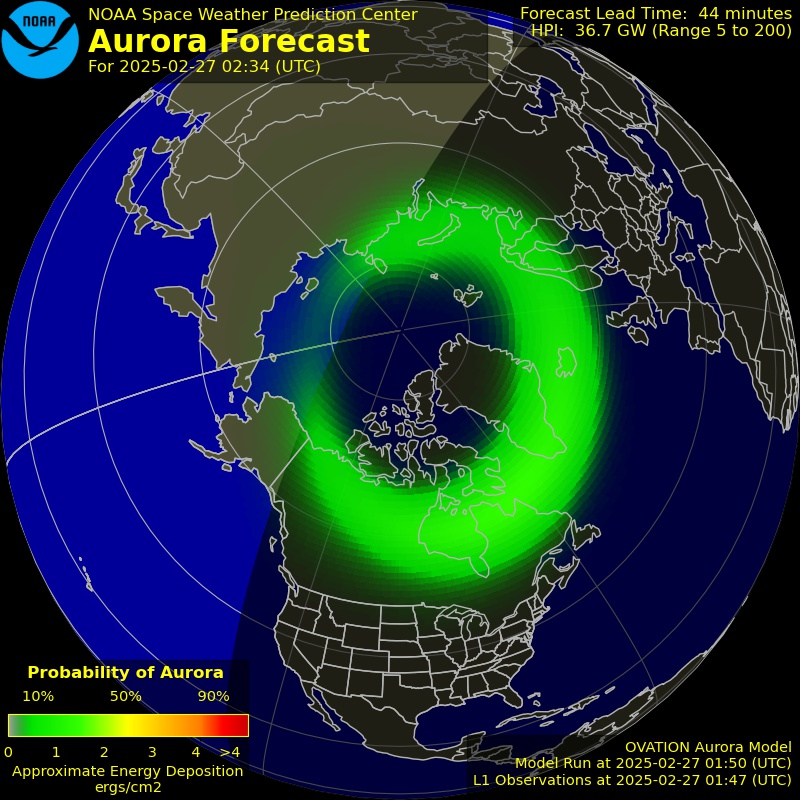 NOAA
NOAA Space Weather Prediction Center
Aurora Forecast
For 2025-02-27 02:34 (UTC)
Forecast Lead Time: 44 minutes
HPI: 36.7 GW (Range 5 to 200)
Probability of Aurora
10% 50% 90%
0 1 2 3 4 >4
Approximate Energy Deposition
ergs/cm2
OVATION Aurora Model
Model Run at 2025-02-27 01:50 (UTC)
L1 Observations at 2025-02-27 01:47 (UTC)